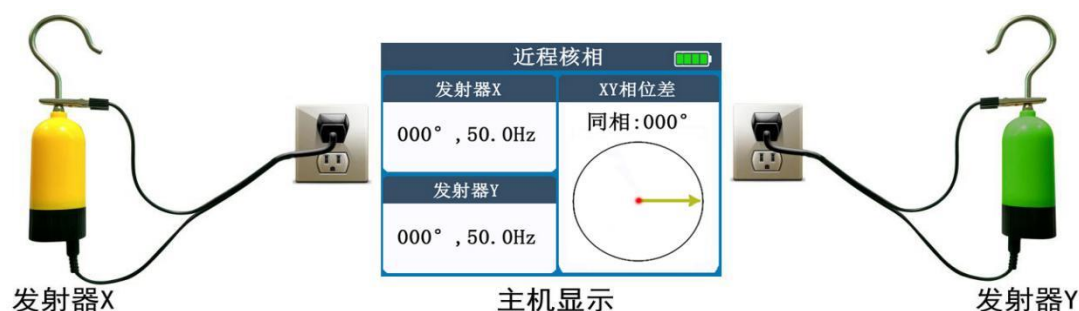 近程核相
发射器X
XY相位差
000°,50.0Hz
同相:000°
发射器Y
000°,50.0Hz
发射器X
主机显示
发射器Y